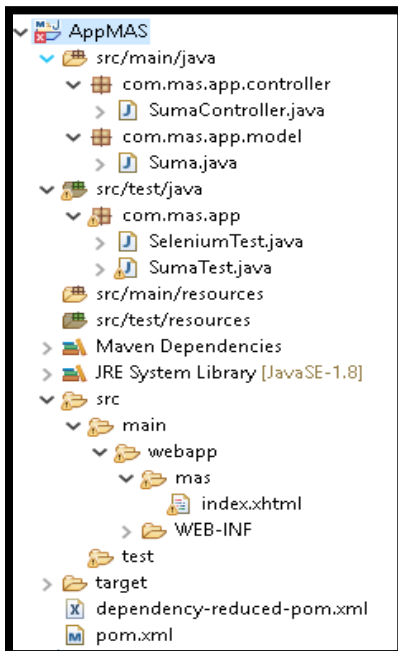 AppMAS
src/main/java
com.mas.app.controller
SumaController.java
com.mas.app.model
Suma.java
src/test/java
com.mas.app
SeleniumTest.java
SumaTest.java
src/main/resources
src/test/resources
Maven Dependencies
JRE System Library [JavaSE-1.8]
src
main
webapp
mas
index.xhtml
WEB-INF
test
target
dependency-reduced-pom.xml
pom.xml